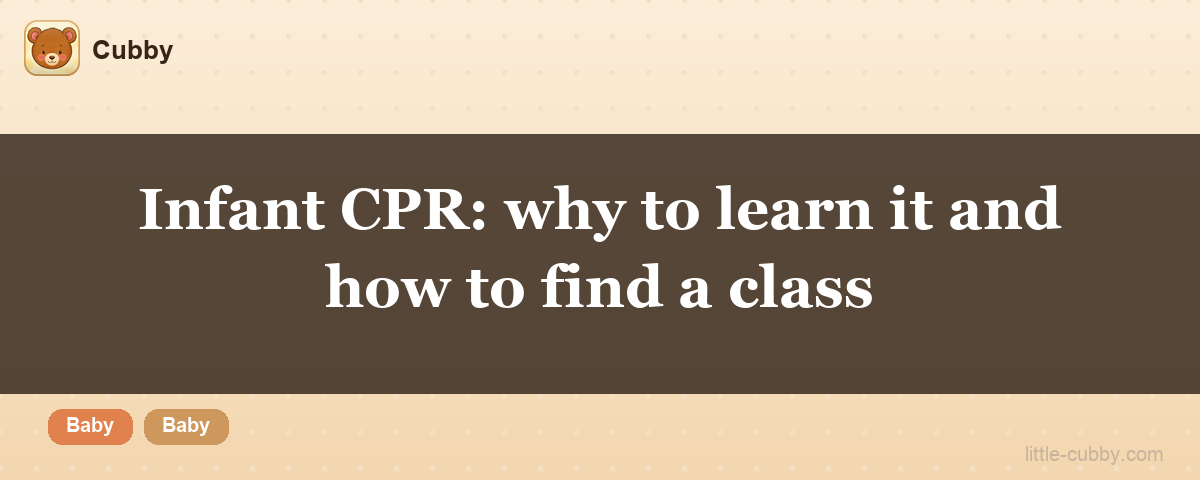 Cubby
Infant CPR: why to learn it and
how to find a class
Baby Baby
little-cubby.com